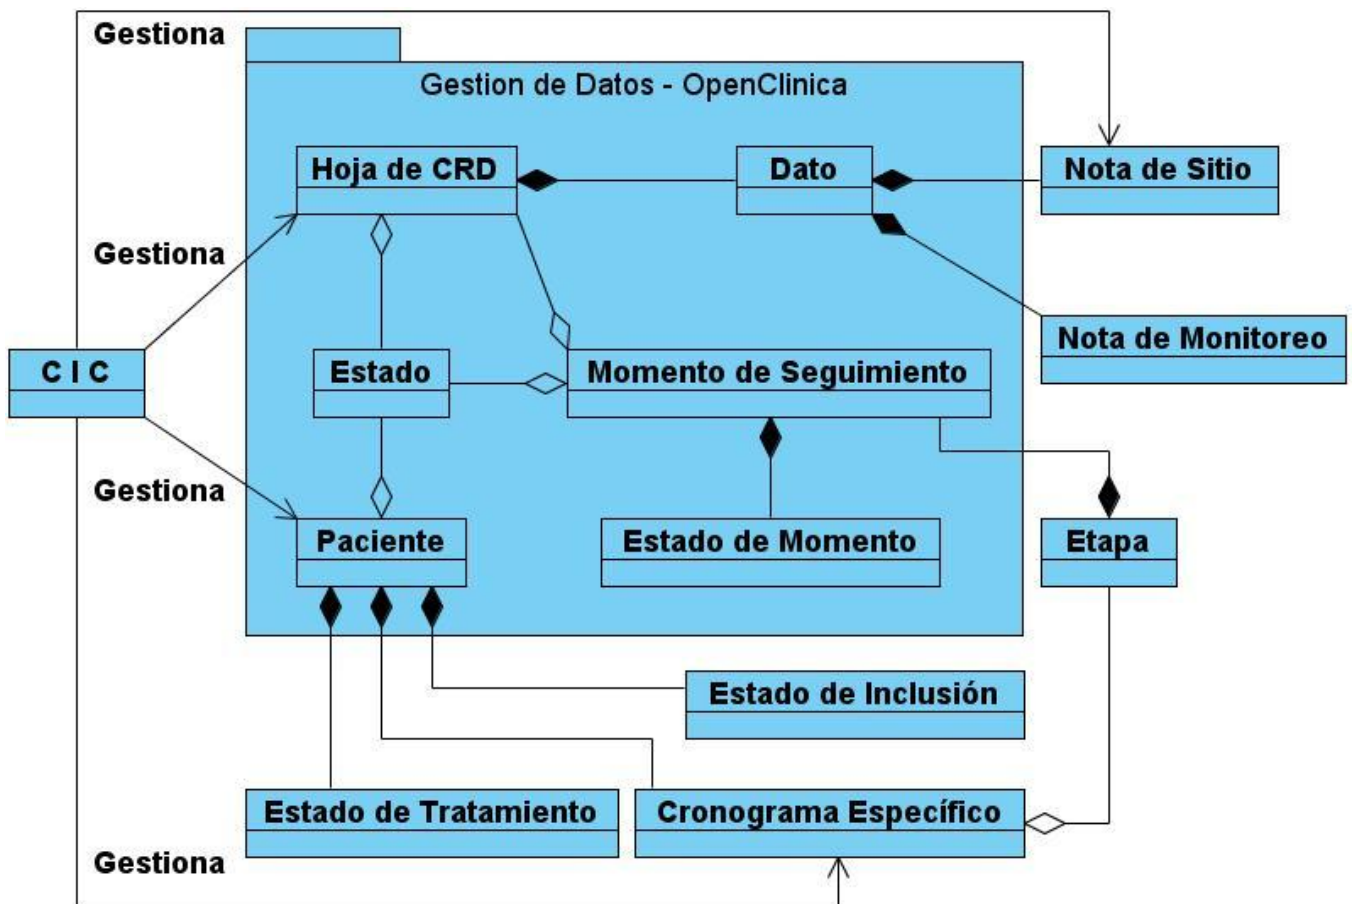 Gestiona
Gestion de Datos - OpenClinica
Hoja de CRD
Dato
Nota de Sitio
Gestiona
Nota de Monitoreo
C I C
Estado
Momento de Seguimiento
Gestiona
Paciente
Estado de Momento
Etapa
Estado de Inclusión
Estado de Tratamiento
Cronograma Específico
Gestiona